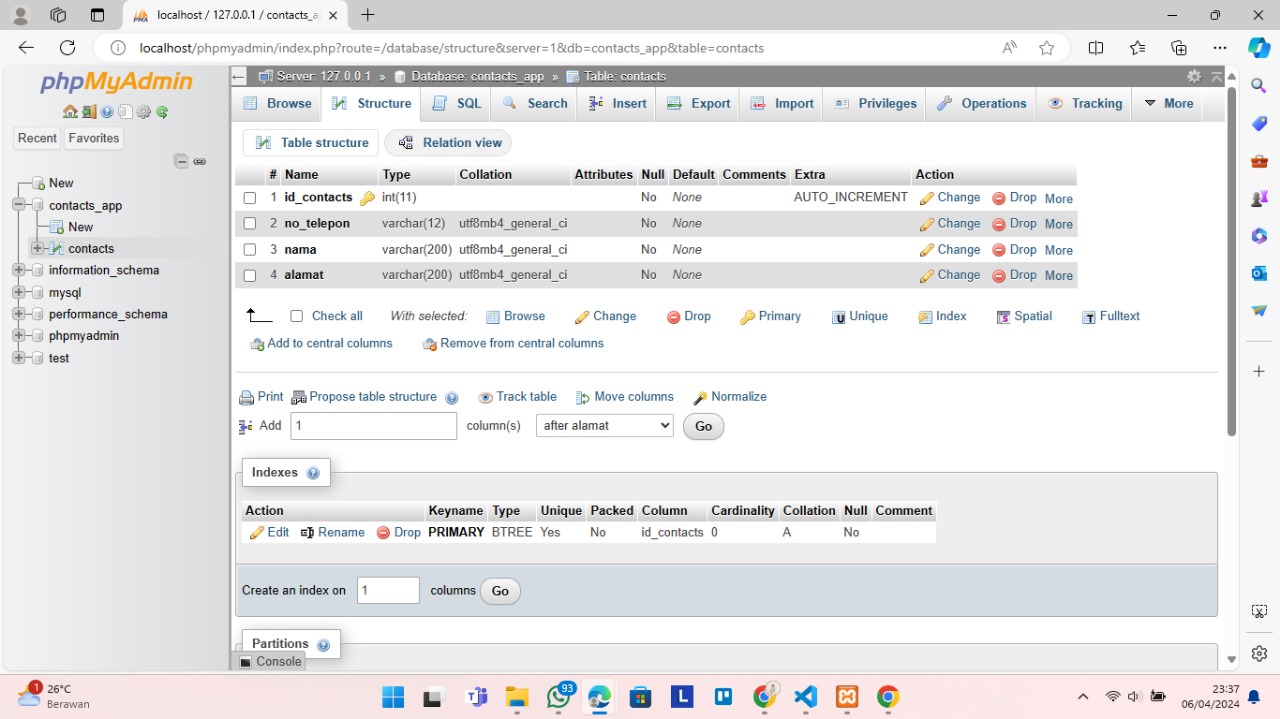 localhost / 127.0.0.1 / contacts_a
localhost/phpmyadmin/index.php?route=/database/structure&server=1&db=contacts_app&table=contacts
phpMyAdmin
Recent Favorites
New
contacts_app
New
contacts
information_schema
mysql
performance_schema
phpmyadmin
test
Server: 127.0.0.1 » Database: contacts_app » Table: contacts
Browse Structure SQL Search Insert Export Import Privileges Operations Tracking More
Table structure Relation view
# Name Type Collation Attributes Null Default Comments Extra Action
1 id_contacts int(11) No None AUTO_INCREMENT Change Drop More
2 no_telepon varchar(12) utf8mb4_general_ci No None Change Drop More
3 nama varchar(200) utf8mb4_general_ci No None Change Drop More
4 alamat varchar(200) utf8mb4_general_ci No None Change Drop More
Check all With selected: Browse Change Drop Primary Unique Index Spatial Fulltext
Add to central columns Remove from central columns
Print Propose table structure Track table Move columns Normalize
Add 1 column(s) after alamat Go
Indexes
Action Keyname Type Unique Packed Column Cardinality Collation Null Comment
Edit Rename Drop PRIMARY BTREE Yes No id_contacts 0 A No
Create an index on 1 columns Go
Partitions
Console
1 26°C
Berawan
93
L
23:37
06/04/2024